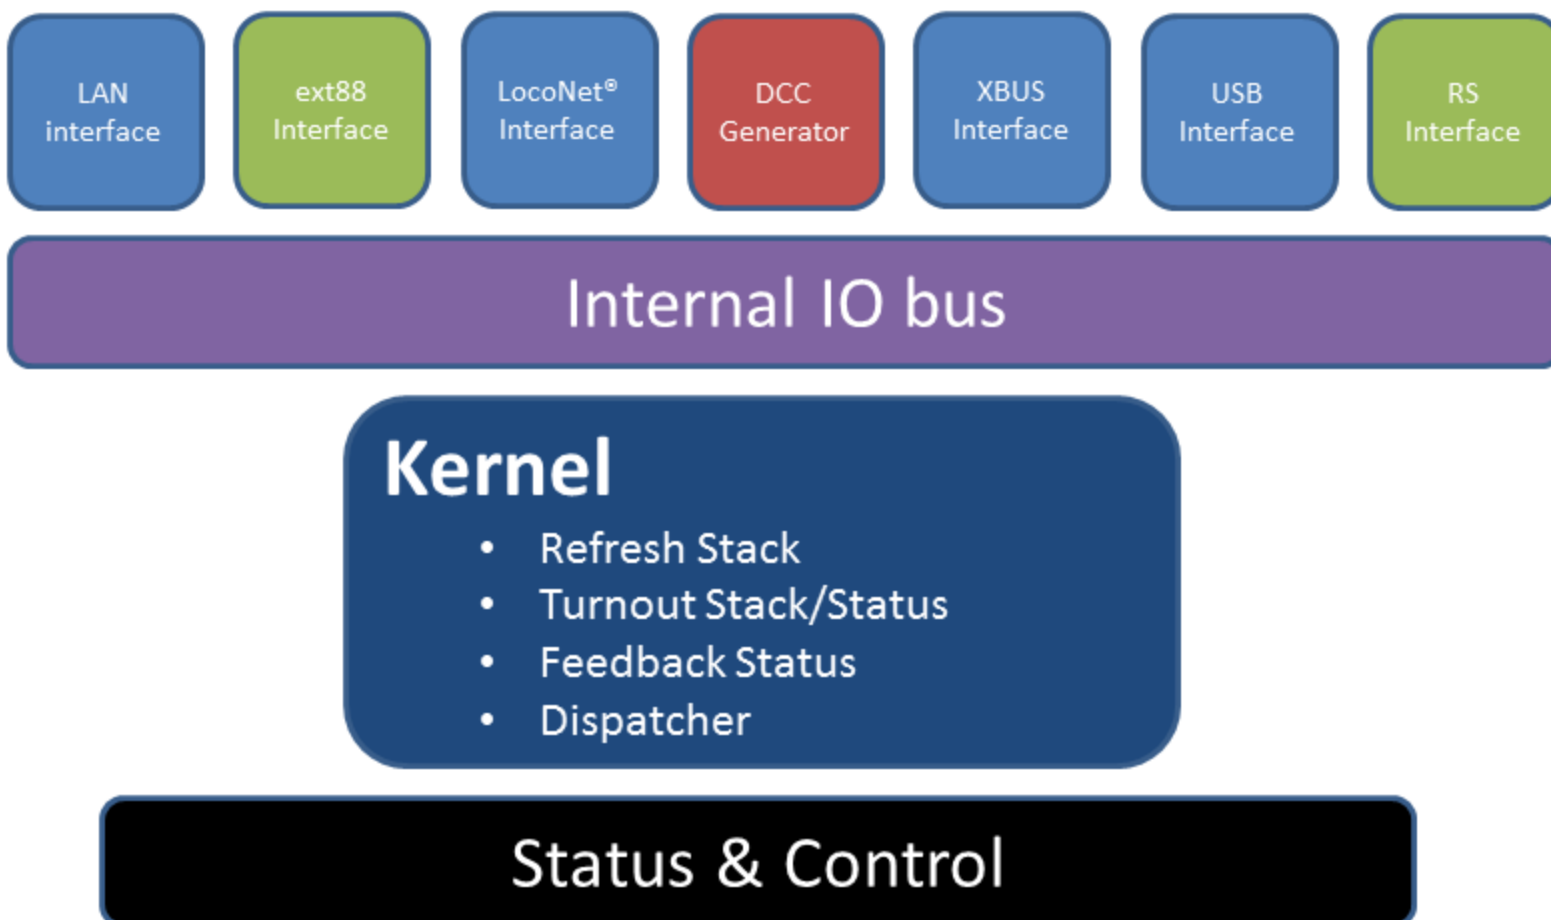 LAN
interface
ext88
Interface
LocoNet®
Interface
DCC
Generator
XBUS
Interface
USB
Interface
RS
Interface
Internal IO bus
Kernel
• Refresh Stack
• Turnout Stack/Status
• Feedback Status
• Dispatcher
Status & Control